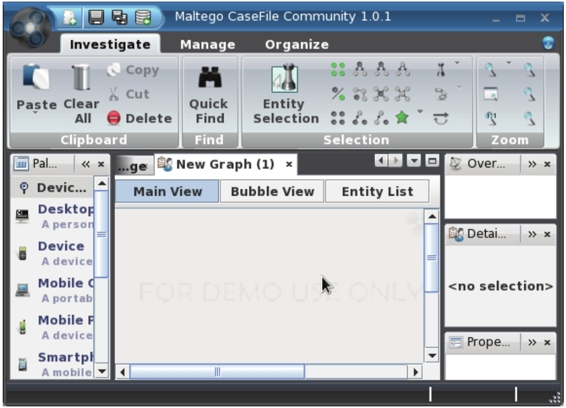 Maltego CaseFile Community 1.0.1
Investigate Manage Organize
Paste
Clear All
Copy
Cut
Delete
Clipboard
Quick Find
Find
Entity Selection
Selection
Zoom
Pal...
...ge
New Graph (1)
Over...
Devic...
Main View Bubble View Entity List
Desktop
A person
Device
A device
Mobile C
A portab
Mobile P
A device
Smartph
A mobile
FOR DEMO USE ONLY
Detai...
<no selection>
Prope...